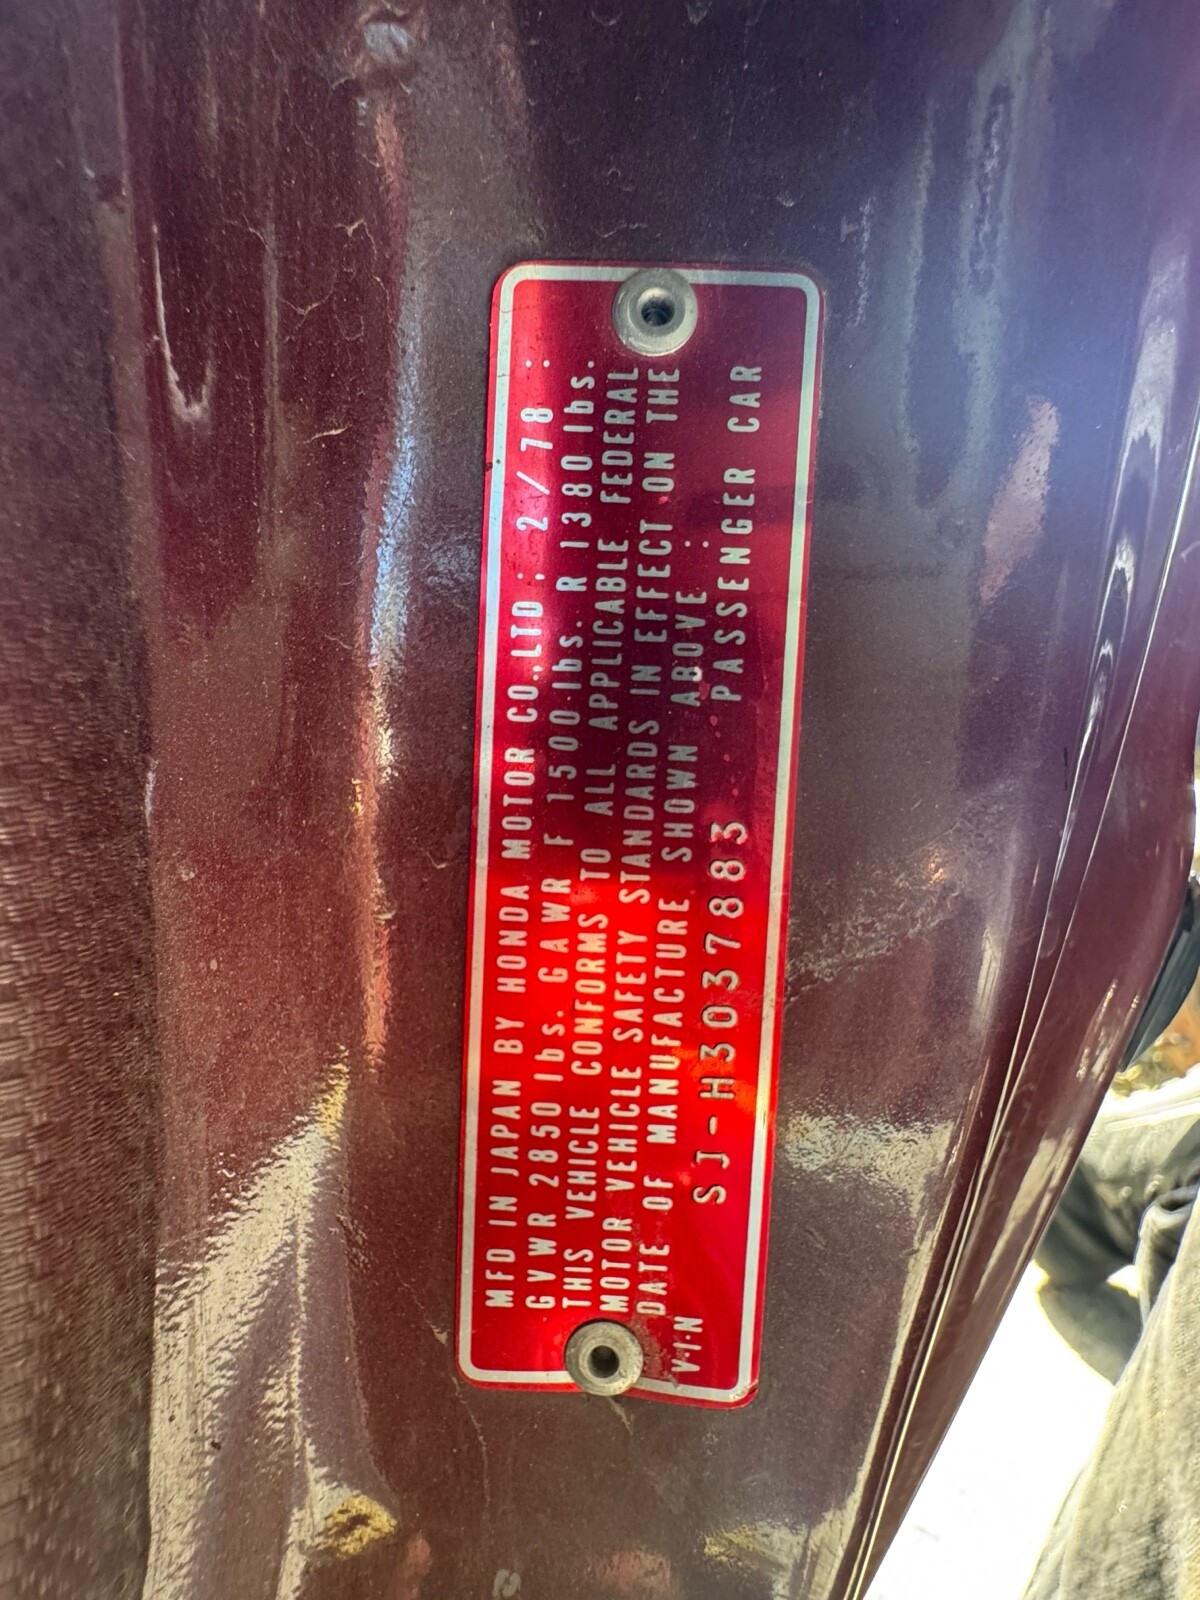 MFD IN JAPAN BY HONDA MOTOR CO.,LTD: 2/78 :
GVWR 2850 lbs. GAWR F 1500 lbs. R 1380 lbs.
THIS VEHICLE CONFORMS TO ALL APPLICABLE FEDERAL
MOTOR VEHICLE SAFETY STANDARDS IN EFFECT ON THE
DATE OF MANUFACTURE SHOWN ABOVE :
V·I·N SJ-H3037883 PASSENGER CAR